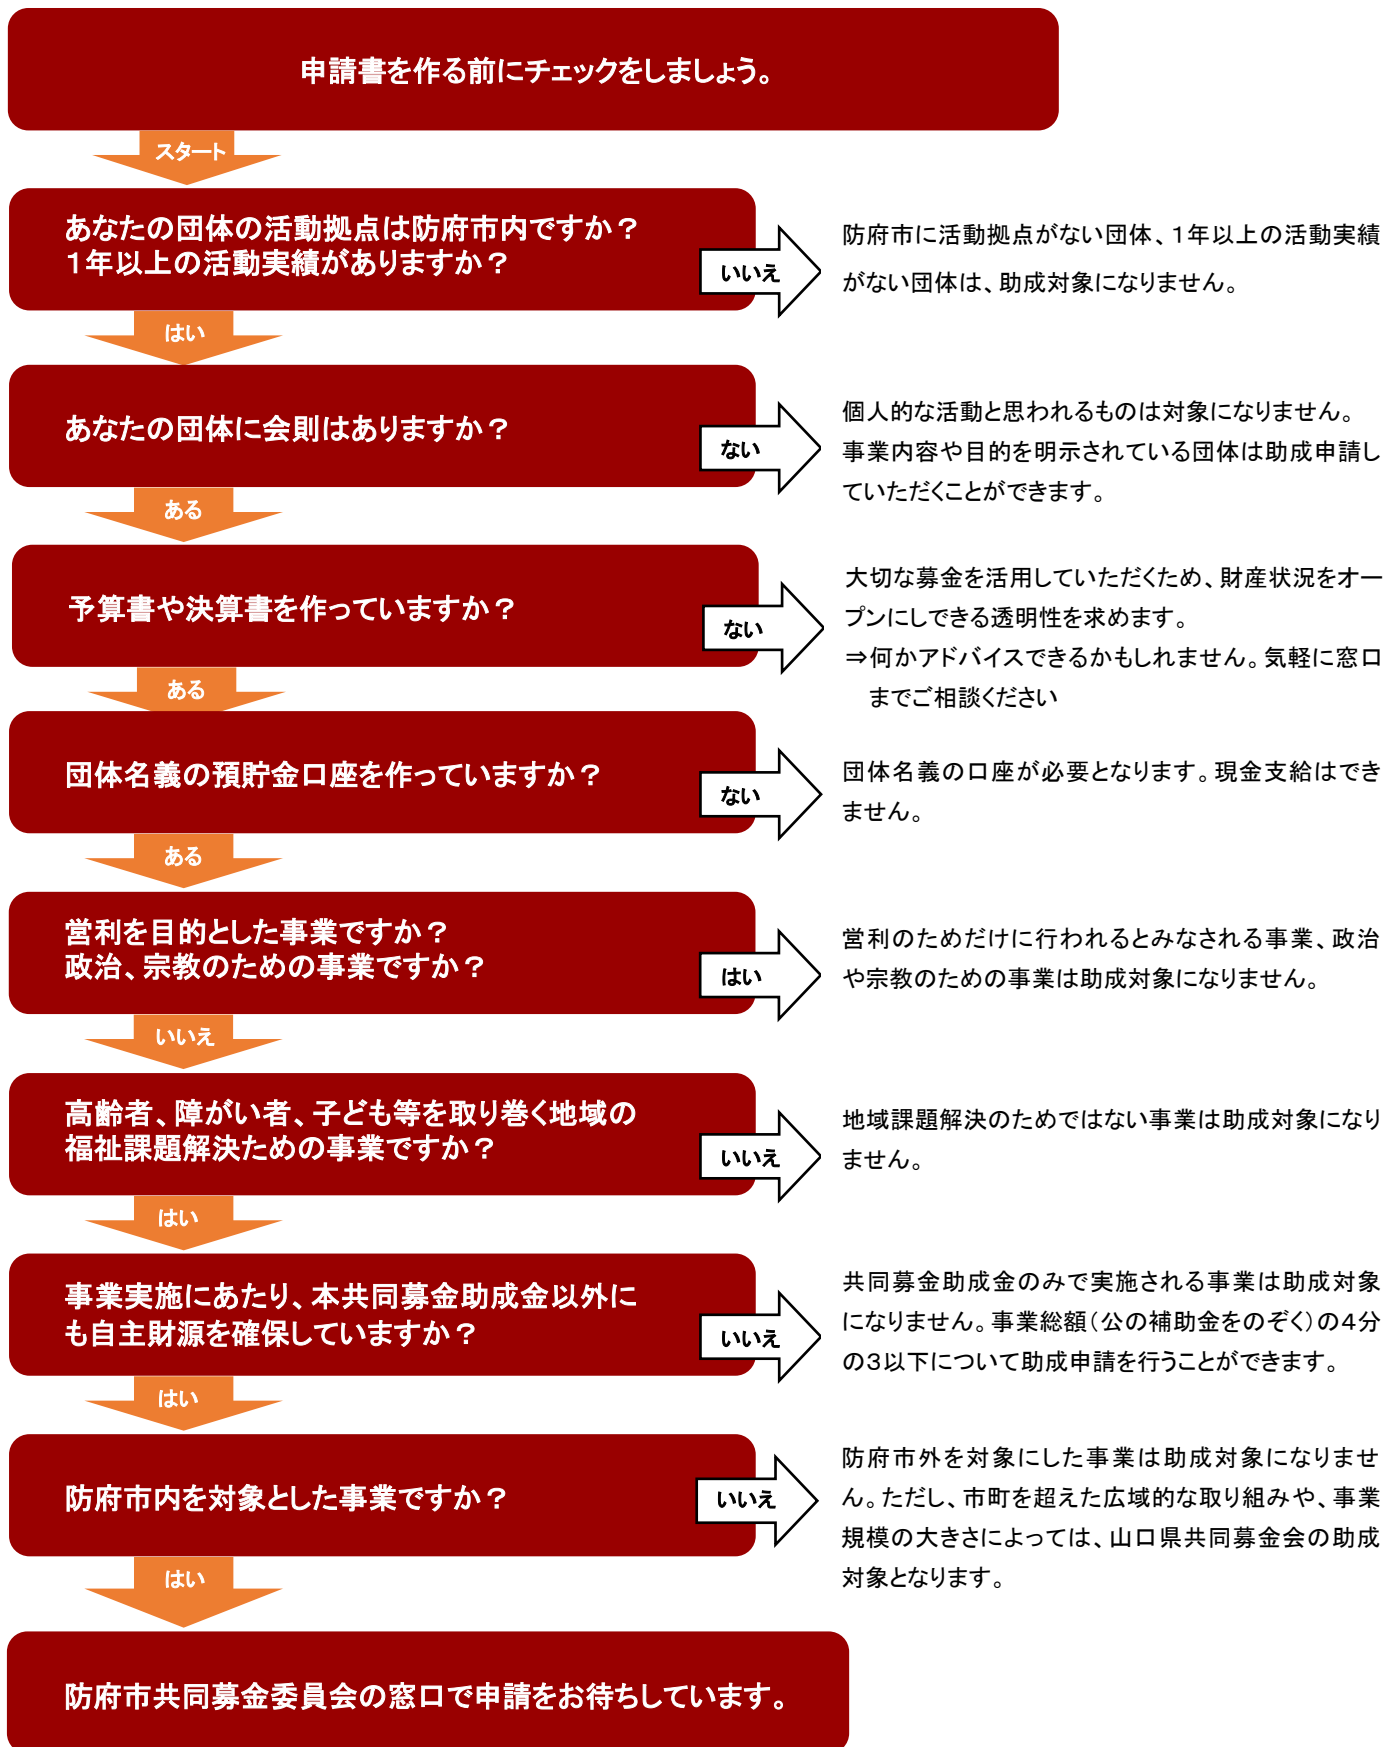 申請書を作る前にチェックをしましょう。
スタート
あなたの団体の活動拠点は防府市内ですか？
１年以上の活動実績がありますか？
いいえ
防府市に活動拠点がない団体、１年以上の活動実績
がない団体は、助成対象になりません。
はい
あなたの団体に会則はありますか？
ない
個人的な活動と思われるものは対象になりません。
事業内容や目的を明示されている団体は助成申請し
ていただくことができます。
ある
予算書や決算書を作っていますか？
ない
大切な募金を活用していただくため、財産状況をオー
プンにしできる透明性を求めます。
⇒何かアドバイスできるかもしれません。気軽に窓口
までご相談ください
ある
団体名義の預貯金口座を作っていますか？
ない
団体名義の口座が必要となります。現金支給はでき
ません。
ある
営利を目的とした事業ですか？
政治、宗教のための事業ですか？
はい
営利のためだけに行われるとみなされる事業、政治
や宗教のための事業は助成対象になりません。
いいえ
高齢者、障がい者、子ども等を取り巻く地域の
福祉課題解決ための事業ですか？
いいえ
地域課題解決のためではない事業は助成対象になり
ません。
はい
事業実施にあたり、本共同募金助成金以外に
も自主財源を確保していますか？
いいえ
共同募金助成金のみで実施される事業は助成対象
になりません。事業総額（公の補助金をのぞく）の４分
の３以下について助成申請を行うことができます。
はい
防府市内を対象とした事業ですか？
いいえ
防府市外を対象にした事業は助成対象になりませ
ん。ただし、市町を超えた広域的な取り組みや、事業
規模の大きさによっては、山口県共同募金会の助成
対象となります。
はい
防府市共同募金委員会の窓口で申請をお待ちしています。